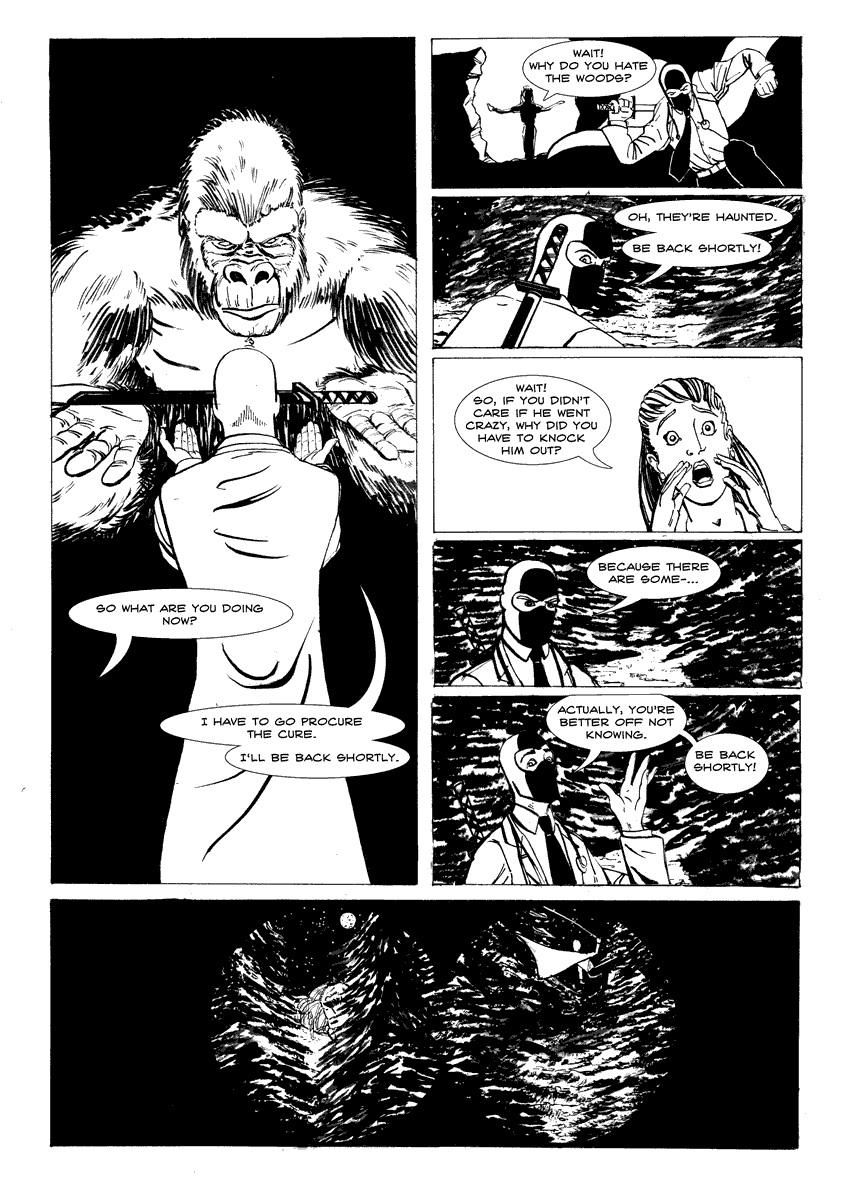 SO WHAT ARE YOU DOING
NOW?
I HAVE TO GO PROCURE
THE CURE.
I'LL BE BACK SHORTLY.
WAIT!
WHY DO YOU HATE
THE WOODS?
OH, THEY'RE HAUNTED.
BE BACK SHORTLY!
WAIT!
SO, IF YOU DIDN'T
CARE IF HE WENT
CRAZY, WHY DID YOU
HAVE TO KNOCK
HIM OUT?
BECAUSE THERE
ARE SOME-...
ACTUALLY, YOU'RE
BETTER OFF NOT
KNOWING.
BE BACK
SHORTLY!